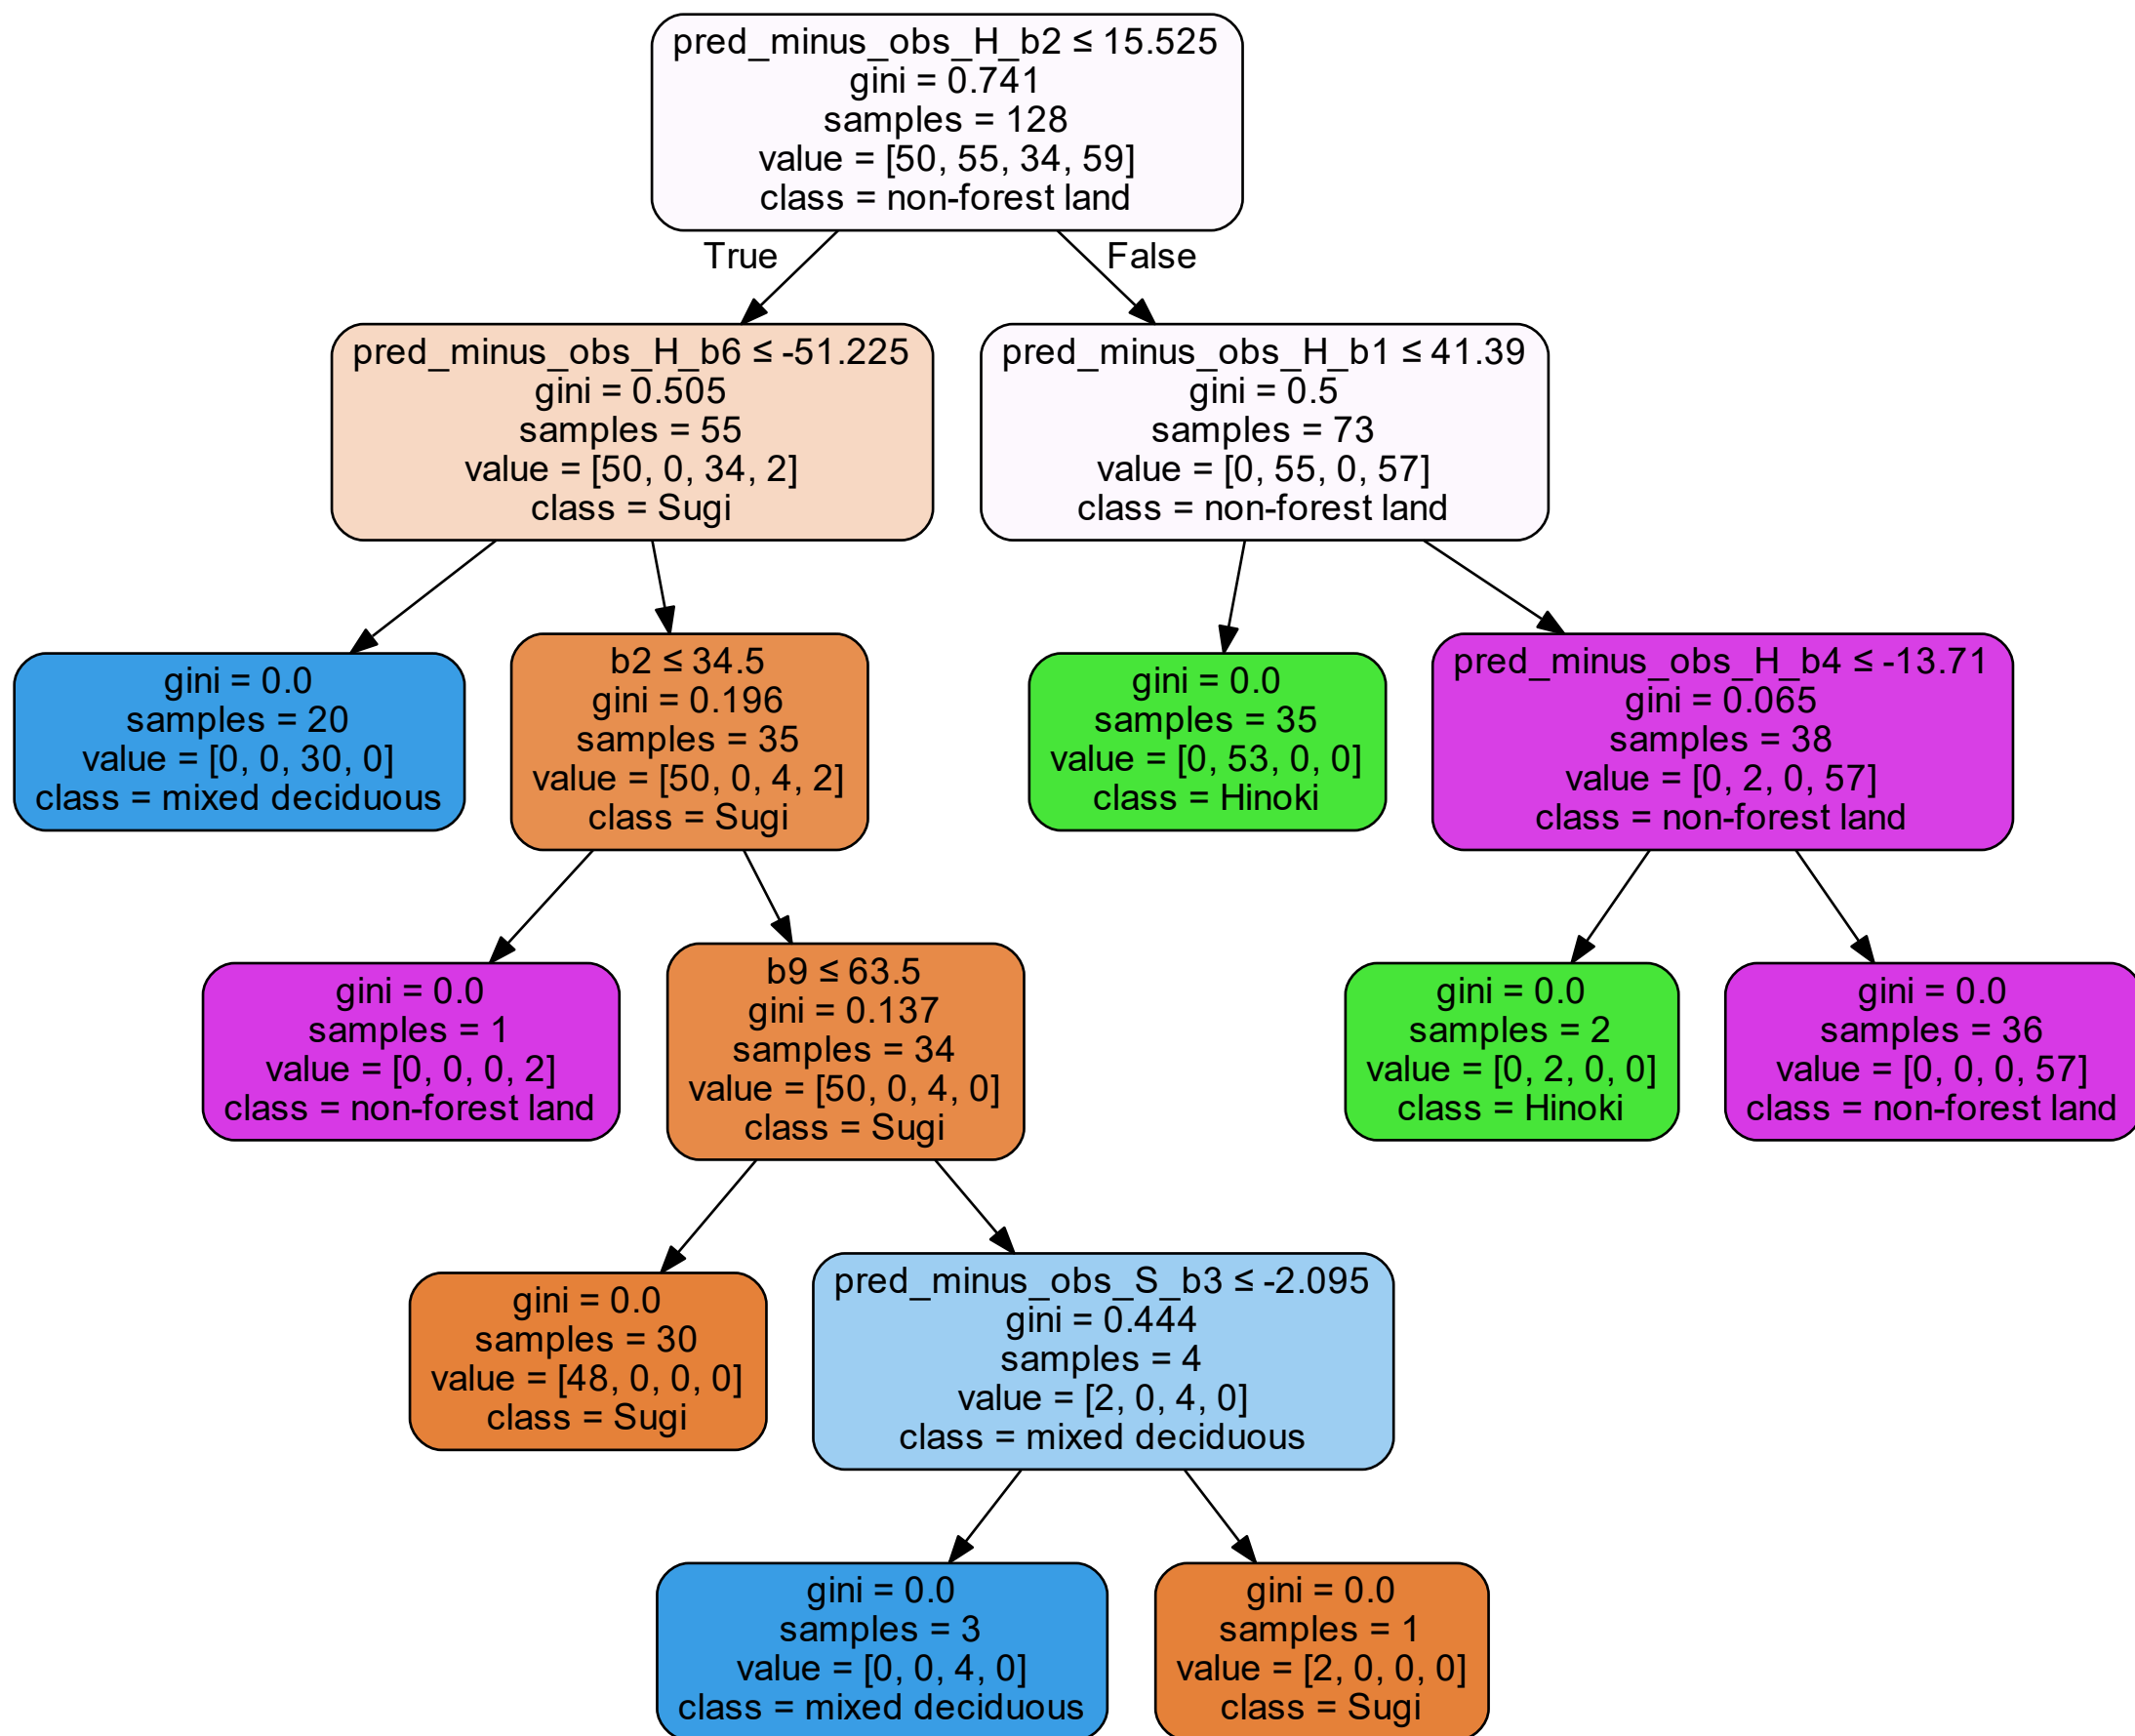 pred_minus_obs_H_b2 ≤ 15.525
gini = 0.741
samples = 128
value = [50, 55, 34, 59]
class = non-forest land
True
False
pred_minus_obs_H_b6 ≤ -51.225
gini = 0.505
samples = 55
value = [50, 0, 34, 2]
class = Sugi
pred_minus_obs_H_b1 ≤ 41.39
gini = 0.5
samples = 73
value = [0, 55, 0, 57]
class = non-forest land
gini = 0.0
samples = 20
value = [0, 0, 30, 0]
class = mixed deciduous
b2 ≤ 34.5
gini = 0.196
samples = 35
value = [50, 0, 4, 2]
class = Sugi
gini = 0.0
samples = 35
value = [0, 53, 0, 0]
class = Hinoki
pred_minus_obs_H_b4 ≤ -13.71
gini = 0.065
samples = 38
value = [0, 2, 0, 57]
class = non-forest land
gini = 0.0
samples = 1
value = [0, 0, 0, 2]
class = non-forest land
b9 ≤ 63.5
gini = 0.137
samples = 34
value = [50, 0, 4, 0]
class = Sugi
gini = 0.0
samples = 2
value = [0, 2, 0, 0]
class = Hinoki
gini = 0.0
samples = 36
value = [0, 0, 0, 57]
class = non-forest land
gini = 0.0
samples = 30
value = [48, 0, 0, 0]
class = Sugi
pred_minus_obs_S_b3 ≤ -2.095
gini = 0.444
samples = 4
value = [2, 0, 4, 0]
class = mixed deciduous
gini = 0.0
samples = 3
value = [0, 0, 4, 0]
class = mixed deciduous
gini = 0.0
samples = 1
value = [2, 0, 0, 0]
class = Sugi